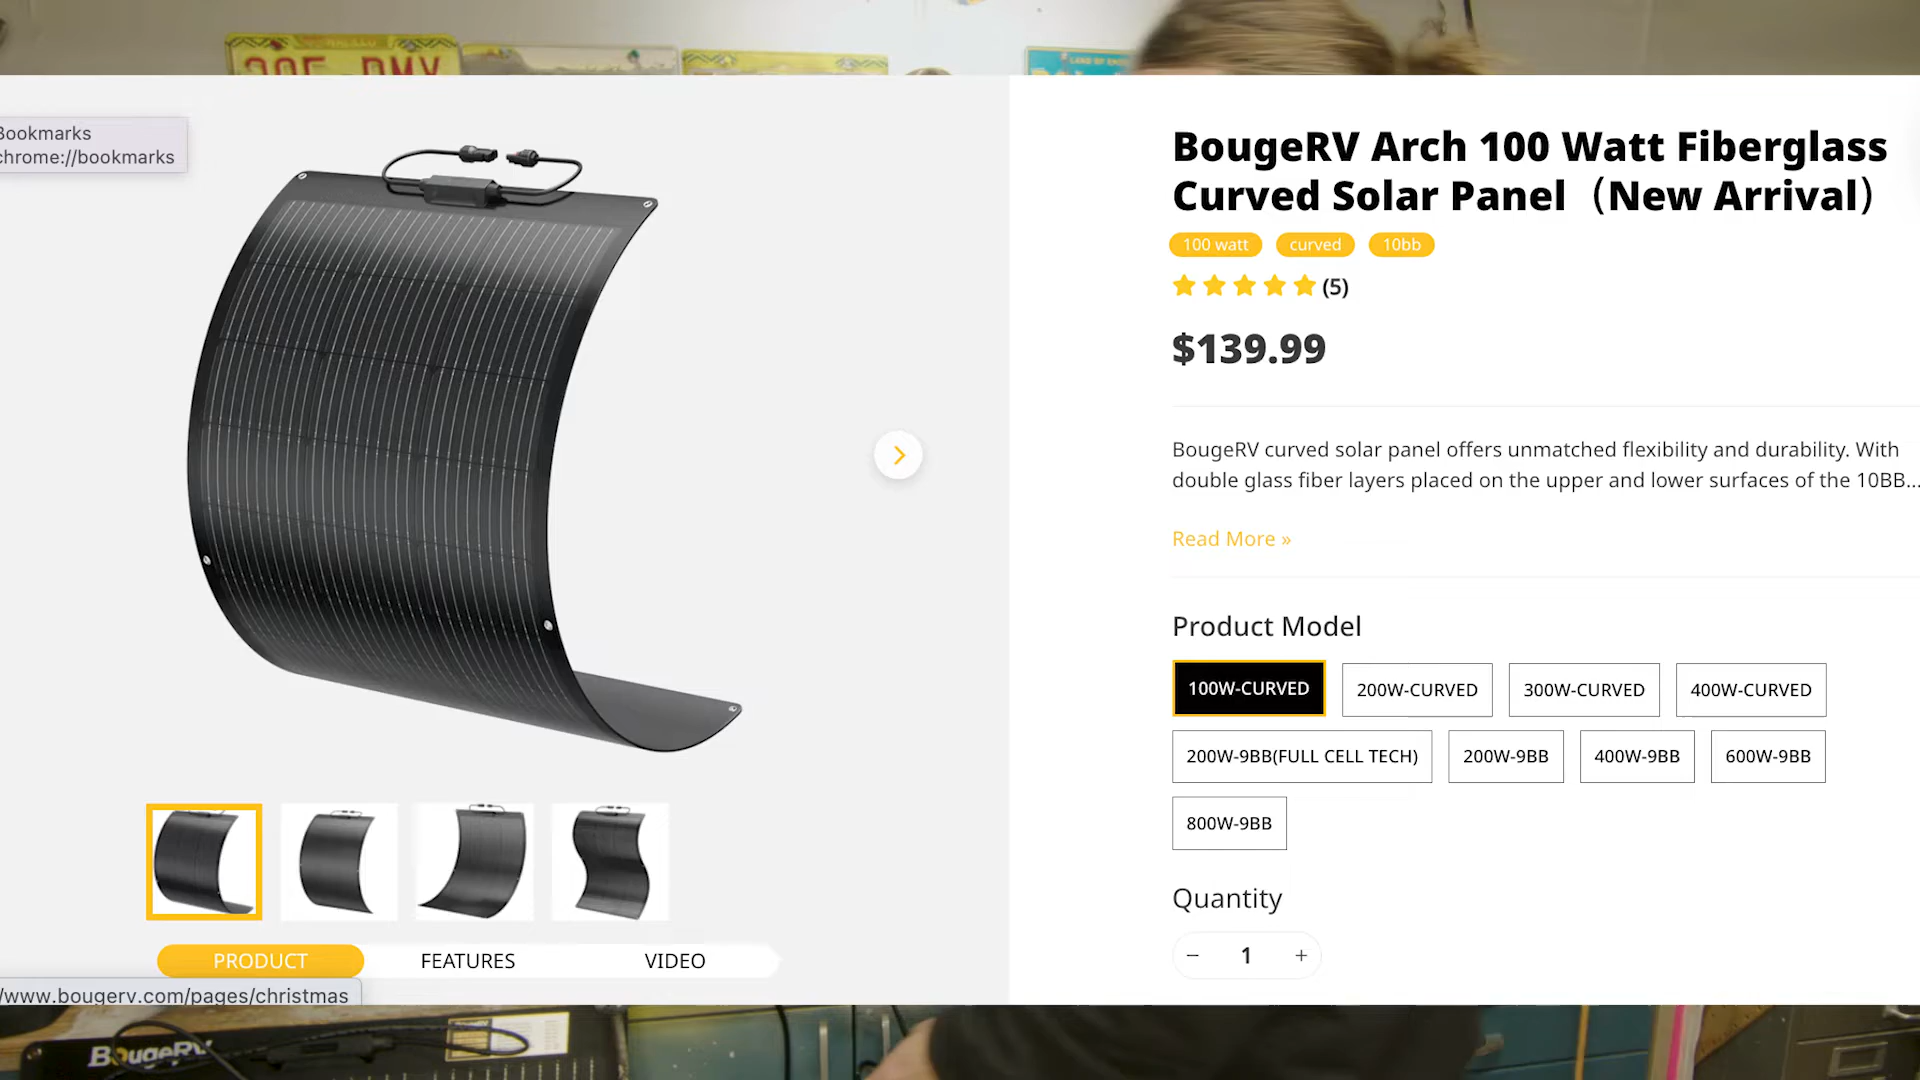 Bookmarks
chrome://bookmarks
BougeRV Arch 100 Watt Fiberglass
Curved Solar Panel（New Arrival）
100 watt
curved
10bb
(5)
$139.99
BougeRV curved solar panel offers unmatched flexibility and durability. With
double glass fiber layers placed on the upper and lower surfaces of the 10BB...
Read More »
Product Model
100W-CURVED
200W-CURVED
300W-CURVED
400W-CURVED
200W-9BB(FULL CELL TECH)
200W-9BB
400W-9BB
600W-9BB
800W-9BB
Quantity
− 1 +
PRODUCT
FEATURES
VIDEO
/www.bougerv.com/pages/christmas
BougeRV